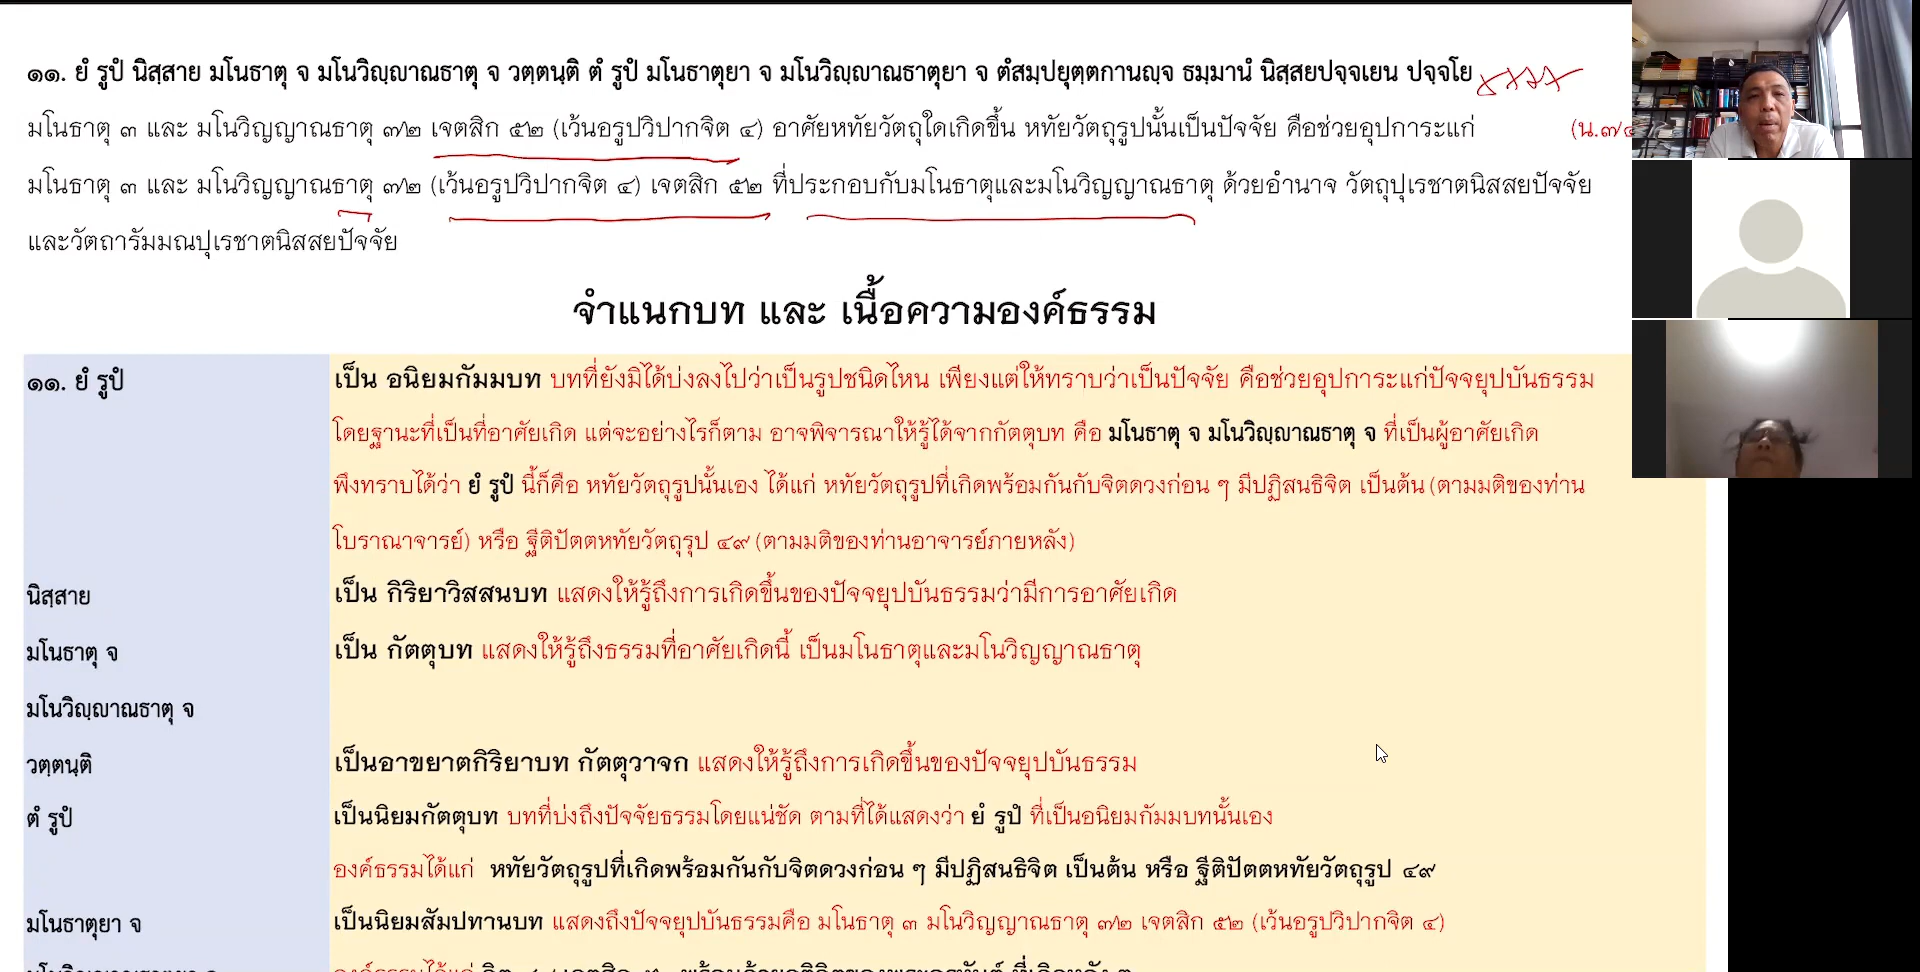 ๑๑. ยํ รูปํ นิสฺสาย มโนธาตุ จ มโนวิญฺญาณธาตุ จ วตฺตนฺติ ตํ รูปํ มโนธาตุยา จ มโนวิญฺญาณธาตุยา จ ตํสมฺปยุตฺตกานญฺจ ธมฺมานํ นิสฺสยปจฺจเยน ปจฺจโย
มโนธาตุ ๓ และ มโนวิญญาณธาตุ ๗๒ เจตสิก ๕๒ (เว้นอรูปวิปากจิต ๔) อาศัยหทัยวัตถุใดเกิดขึ้น หทัยวัตถุรูปนั้นเป็นปัจจัย คือช่วยอุปการะแก่ (น.๗๔
มโนธาตุ ๓ และ มโนวิญญาณธาตุ ๗๒ (เว้นอรูปวิปากจิต ๔) เจตสิก ๕๒ ที่ประกอบกับมโนธาตุและมโนวิญญาณธาตุ ด้วยอำนาจ วัตถุปุเรชาตนิสสยปัจจัย
และวัตถารัมมณปุเรชาตนิสสยปัจจัย
จำแนกบท และ เนื้อความองค์ธรรม
๑๑. ยํ รูปํ เป็น อนิยมกัมมบท บทที่ยังมิได้บ่งลงไปว่าเป็นรูปชนิดไหน เพียงแต่ให้ทราบว่าเป็นปัจจัย คือช่วยอุปการะแก่ปัจจยุปบันธรรม
โดยฐานะที่เป็นที่อาศัยเกิด แต่จะอย่างไรก็ตาม อาจพิจารณาให้รู้ได้จากกัตตุบท คือ มโนธาตุ จ มโนวิญฺญาณธาตุ จ ที่เป็นผู้อาศัยเกิด
พึงทราบได้ว่า ยํ รูปํ นี้ก็คือ หทัยวัตถุรูปนั้นเอง ได้แก่ หทัยวัตถุรูปที่เกิดพร้อมกันกับจิตดวงก่อน ๆ มีปฏิสนธิจิต เป็นต้น (ตามมติของท่าน
โบราณาจารย์) หรือ ฐีติปัตตหทัยวัตถุรูป ๔๙ (ตามมติของท่านอาจารย์ภายหลัง)
นิสฺสาย เป็น กิริยาวิสสนบท แสดงให้รู้ถึงการเกิดขึ้นของปัจจยุปบันธรรมว่ามีการอาศัยเกิด
มโนธาตุ จ เป็น กัตตุบท แสดงให้รู้ถึงธรรมที่อาศัยเกิดนี้ เป็นมโนธาตุและมโนวิญญาณธาตุ
มโนวิญฺญาณธาตุ จ
วตฺตนฺติ เป็นอาขยาตกิริยาบท กัตตุวาจก แสดงให้รู้ถึงการเกิดขึ้นของปัจจยุปบันธรรม
ตํ รูปํ เป็นนิยมกัตตุบท บทที่บ่งถึงปัจจัยธรรมโดยแน่ชัด ตามที่ได้แสดงว่า ยํ รูปํ ที่เป็นอนิยมกัมมบทนั้นเอง
องค์ธรรมได้แก่ หทัยวัตถุรูปที่เกิดพร้อมกันกับจิตดวงก่อน ๆ มีปฏิสนธิจิต เป็นต้น หรือ ฐีติปัตตหทัยวัตถุรูป ๔๙
มโนธาตุยา จ เป็นนิยมสัมปทานบท แสดงถึงปัจจยุปบันธรรมคือ มโนธาตุ ๓ มโนวิญญาณธาตุ ๗๒ เจตสิก ๕๒ (เว้นอรูปวิปากจิต ๔)